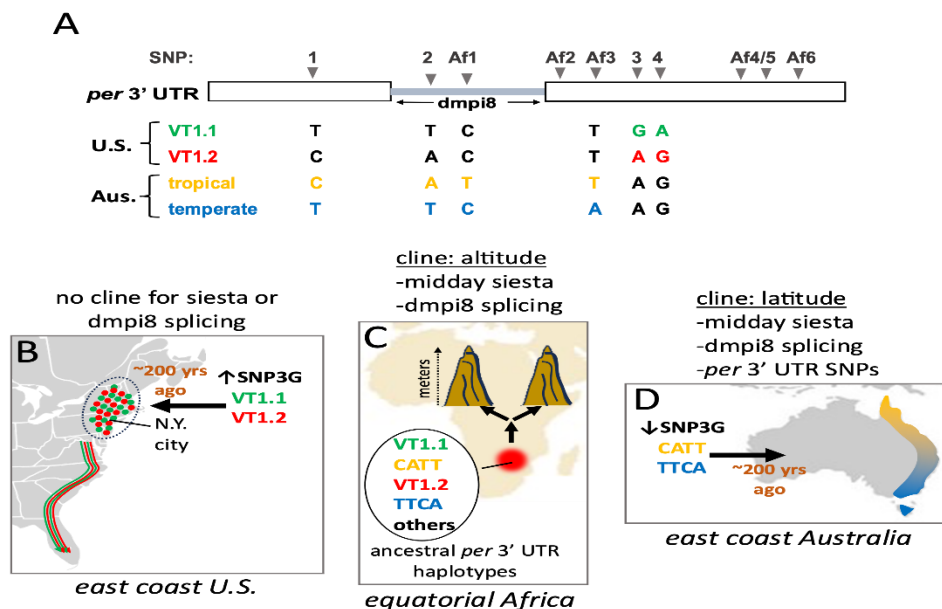 A
SNP: 1 2 Af1 Af2 Af3 3 4 Af4/5 Af6
per 3' UTR
dmpi8
U.S.
VT1.1 T T C T G A
VT1.2 C A C T A G
Aus.
tropical C A T T A G
temperate T T C A A G
no cline for siesta or
dmpi8 splicing
B
~200 yrs
ago
↑SNP3G
VT1.1
VT1.2
N.Y.
city
east coast U.S.
cline: altitude
-midday siesta
-dmpi8 splicing
C
meters
VT1.1
CATT
VT1.2
TTCA
others
ancestral per 3' UTR
haplotypes
equatorial Africa
cline: latitude
-midday siesta
-dmpi8 splicing
-per 3' UTR SNPs
D
↓SNP3G
CATT
TTCA
~200 yrs
ago
east coast Australia